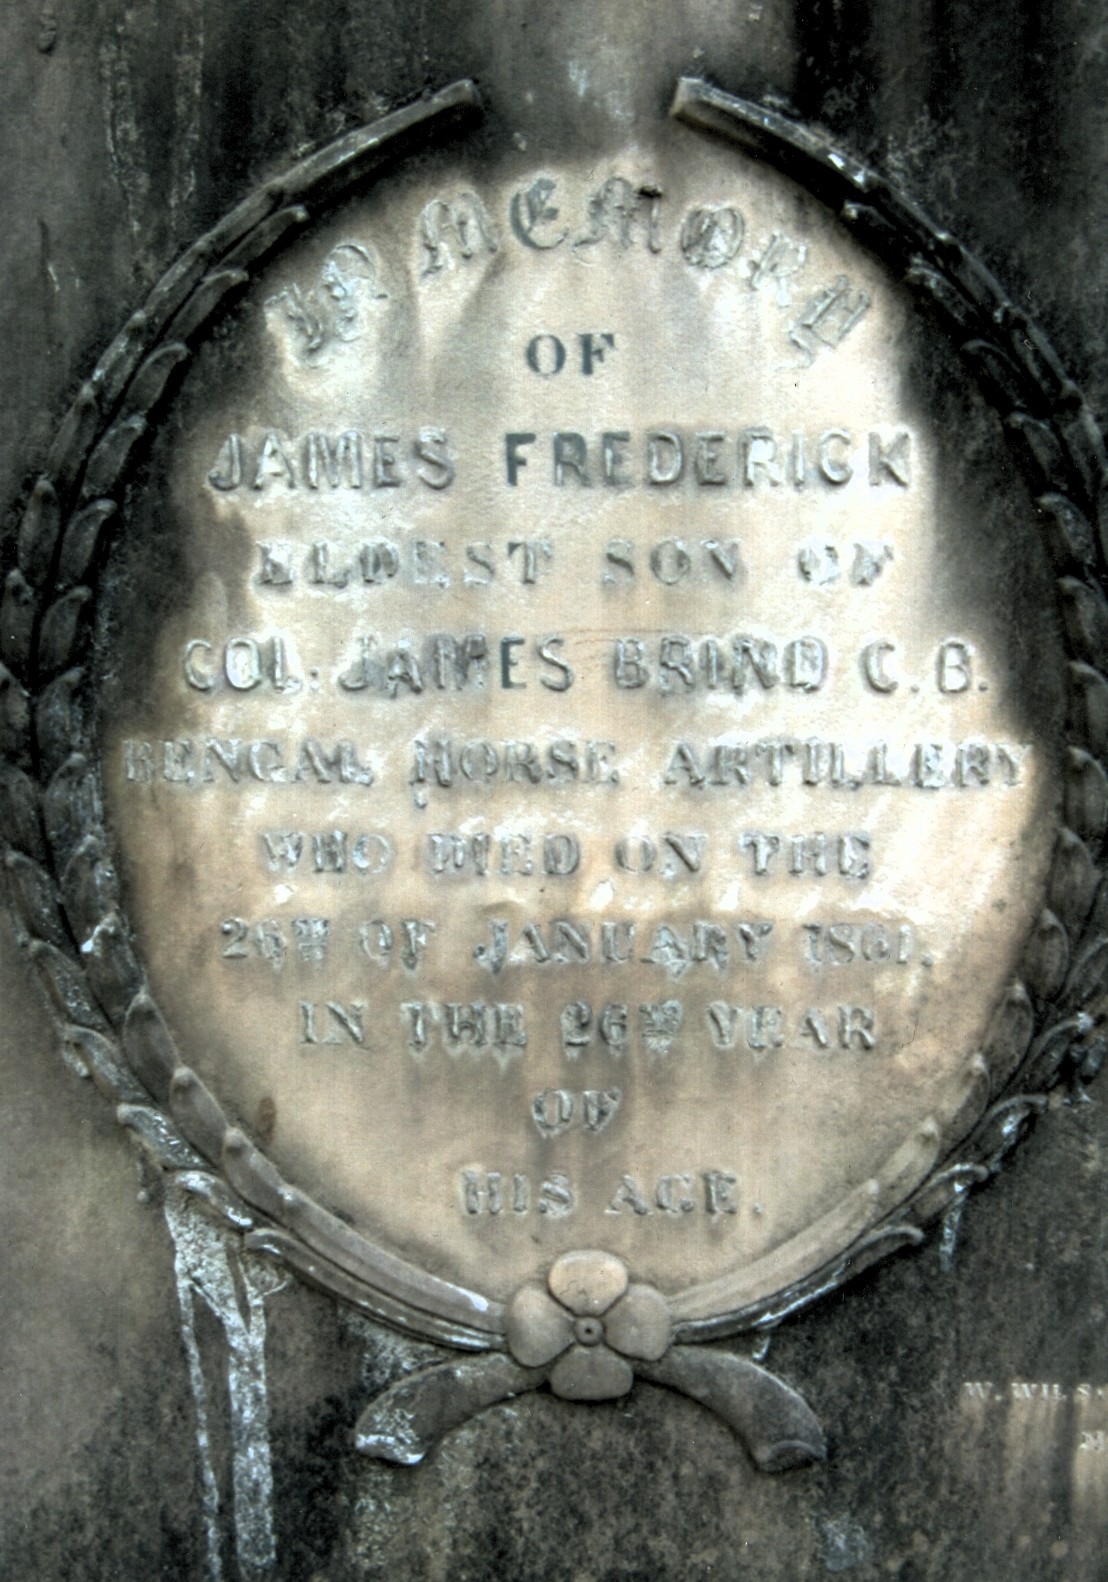 IN MEMORY
OF
JAMES FREDERICK
ELDEST SON OF
COL. JAMES BRIND C.B.
BENGAL HORSE ARTILLERY
WHO DIED ON THE
26TH OF JANUARY 1861.
IN THE 26TH YEAR
OF
HIS AGE.